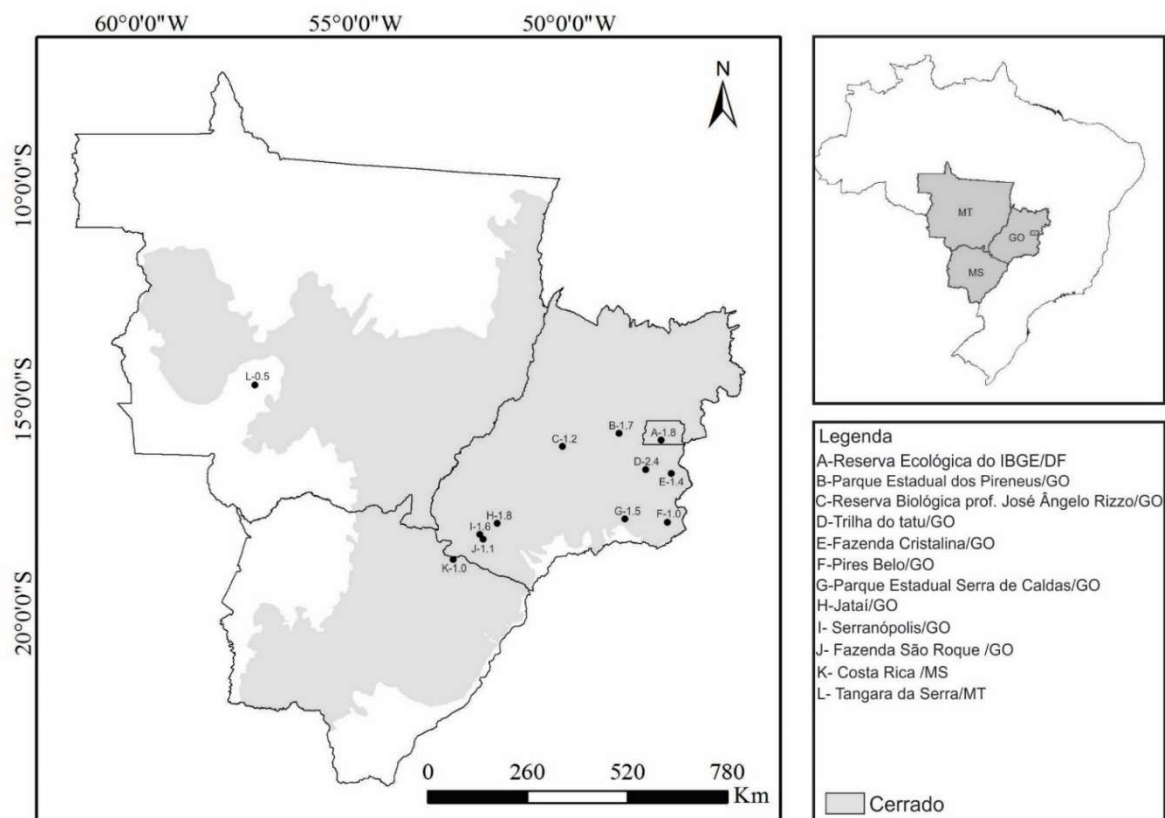 60°0'0"W
55°0'0"W
50°0'0"W
10°0'0"S
15°0'0"S
20°0'0"S
N
L-0.5
B-1.7
A-1.8
C-1.2
D-2.4
E-1.4
G-1.5
F-1.0
H-1.8
I-1.6
J-1.1
K-1.0
0 260 520 780
Km
MT
GO
MS
Legenda
A-Reserva Ecológica do IBGE/DF
B-Parque Estadual dos Pireneus/GO
C-Reserva Biológica prof. José Ângelo Rizzo/GO
D-Trilha do tatu/GO
E-Fazenda Cristalina/GO
F-Pires Belo/GO
G-Parque Estadual Serra de Caldas/GO
H-Jataí/GO
I- Serranópolis/GO
J- Fazenda São Roque /GO
K- Costa Rica /MS
L- Tangara da Serra/MT
Cerrado